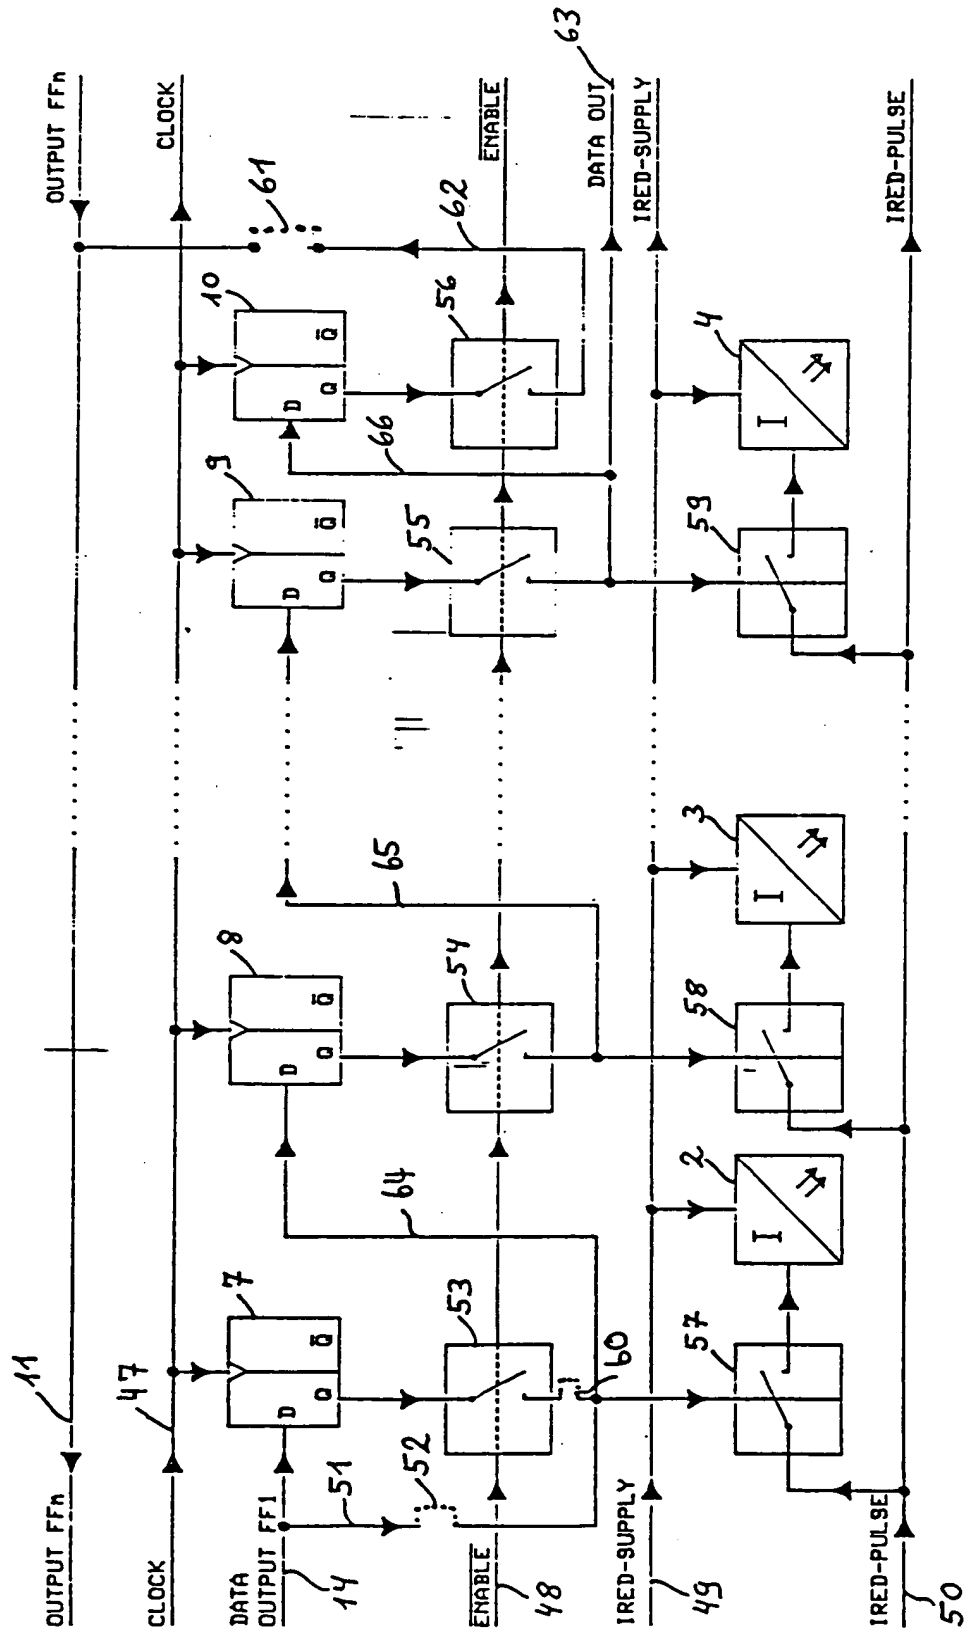 OUTPUT FFn
11
OUTPUT FFn
CLOCK
47
CLOCK
DATA
OUTPUT FF1
14
51
52
7
D
Q
Q̅
64
8
D
Q
Q̅
65
9
D
Q
Q̅
66
10
D
Q
Q̅
61
62
E̅N̅A̅B̅L̅E̅
48
53
60
54
55
56
E̅N̅A̅B̅L̅E̅
DATA OUT
63
IRED-SUPPLY
49
IRED-SUPPLY
57
2
I
58
3
I
59
4
I
IRED-PULSE
50
IRED-PULSE